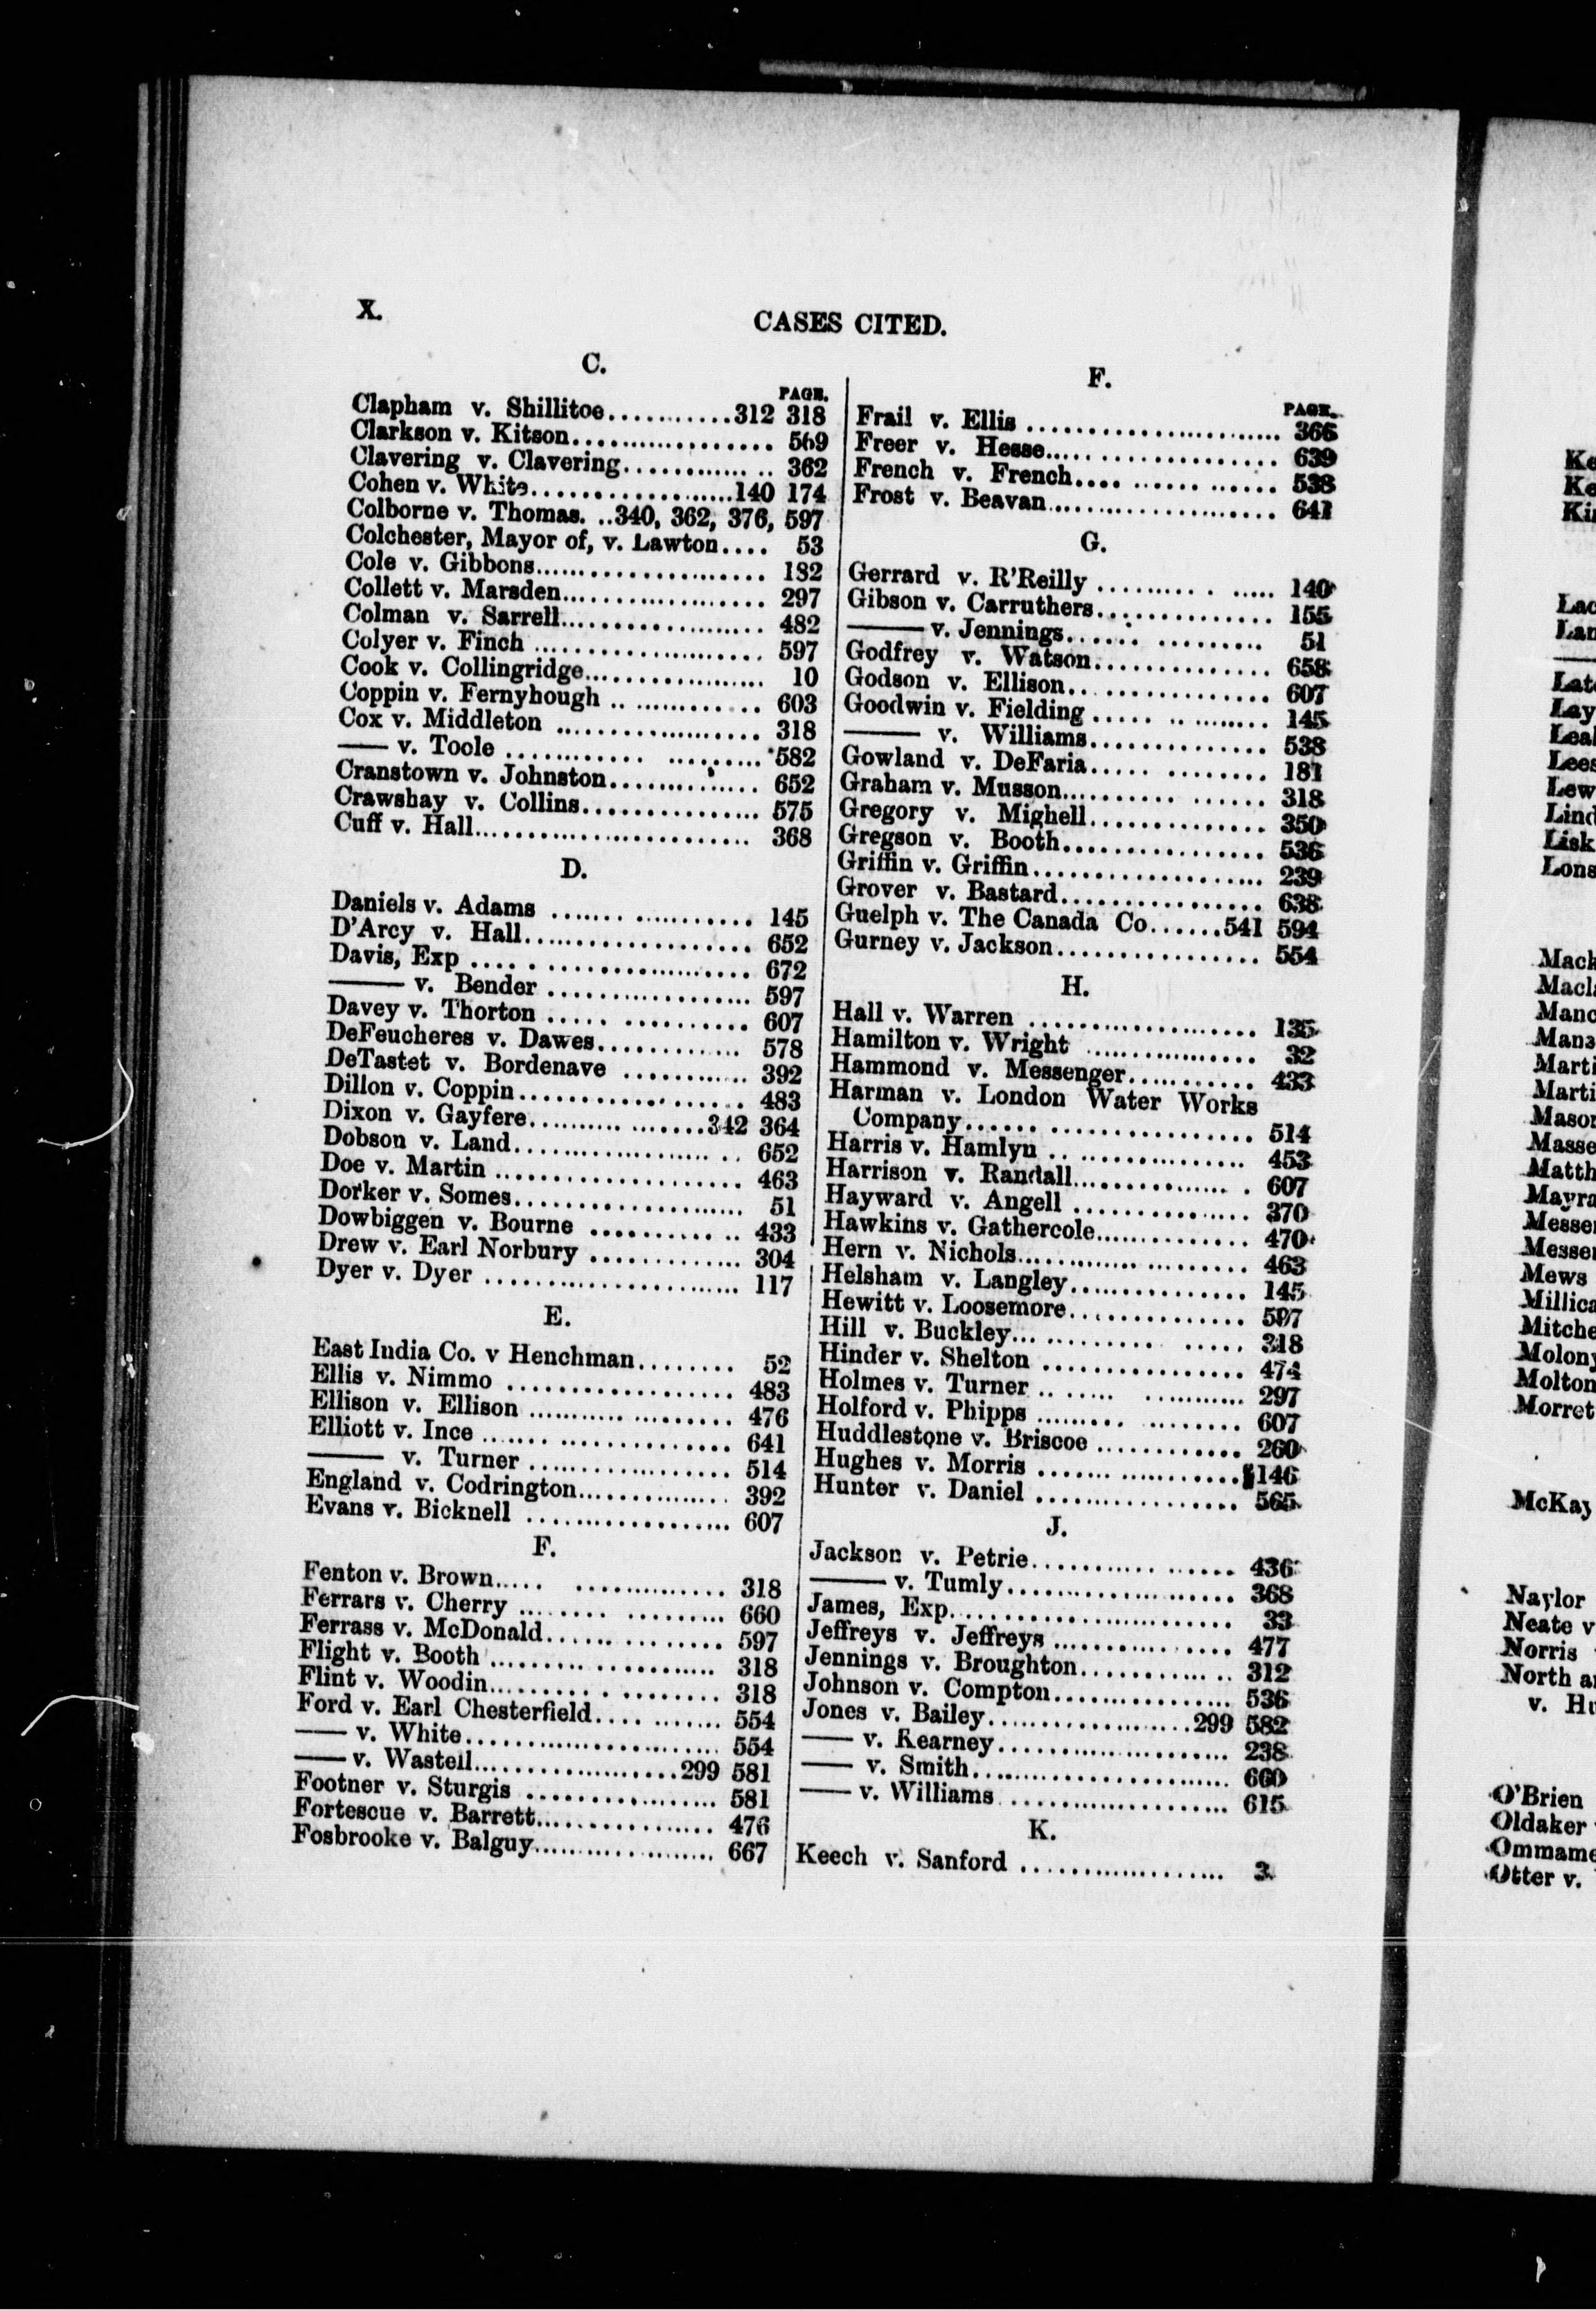 X.
CASES CITED.
C.
PAGE.
Clapham v. Shillitoe...........312 318
Clarkson v. Kitson.................. 569
Clavering v. Clavering............... 362
Cohen v. White..................140 174
Colborne v. Thomas. ..340, 362, 376, 597
Colchester, Mayor of, v. Lawton.... 53
Cole v. Gibbons....................... 182
Collett v. Marsden.................... 297
Colman v. Sarrell..................... 482
Colyer v. Finch ....................... 597
Cook v. Collingridge.................. 10
Coppin v. Fernyhough .............. 603
Cox v. Middleton .................... 318
—— v. Toole ......................... 582
Cranstown v. Johnston............... 652
Crawshay v. Collins.................. 575
Cuff v. Hall........................... 368
D.
Daniels v. Adams .................... 145
D'Arcy v. Hall....................... 652
Davis, Exp ............................ 672
—— v. Bender ..................... 597
Davey v. Thorton .................... 607
DeFeucheres v. Dawes............. 578
DeTastet v. Bordenave ............ 392
Dillon v. Coppin...................... 483
Dixon v. Gayfere..................342 364
Dobson v. Land....................... 652
Doe v. Martin ......................... 463
Dorker v. Somes....................... 51
Dowbiggen v. Bourne ............. 433
Drew v. Earl Norbury ............. 304
Dyer v. Dyer .......................... 117
E.
East India Co. v Henchman........ 52
Ellis v. Nimmo ....................... 483
Ellison v. Ellison .................... 476
Elliott v. Ince ......................... 641
—— v. Turner ..................... 514
England v. Codrington............... 392
Evans v. Bicknell .................... 607
F.
Fenton v. Brown...................... 318
Ferrars v. Cherry ................... 660
Ferrass v. McDonald................. 597
Flight v. Booth ....................... 318
Flint v. Woodin....................... 318
Ford v. Earl Chesterfield........... 554
—— v. White......................... 554
—— v. Wastell.....................299 581
Footner v. Sturgis ................... 581
Fortescue v. Barrett................. 476
Fosbrooke v. Balguy.................. 667
F.
PAGE.
Frail v. Ellis .......................... 366
Freer v. Hesse........................ 639
French v. French.................... 538
Frost v. Beavan....................... 641
G.
Gerrard v. R'Reilly .................. 140
Gibson v. Carruthers................. 155
—— v. Jennings.................... 51
Godfrey v. Watson................... 658
Godson v. Ellison..................... 607
Goodwin v. Fielding ................. 145
—— v. Williams................... 538
Gowland v. DeFaria.................. 181
Graham v. Musson.................... 318
Gregory v. Mighell................... 350
Gregson v. Booth..................... 536
Griffin v. Griffin...................... 239
Grover v. Bastard.................... 638
Guelph v. The Canada Co......541 594
Gurney v. Jackson.................... 554
H.
Hall v. Warren ....................... 135
Hamilton v. Wright .................. 32
Hammond v. Messenger............ 433
Harman v. London Water Works
Company........................... 514
Harris v. Hamlyn .................... 453
Harrison v. Randall.................. 607
Hayward v. Angell .................. 370
Hawkins v. Gathercole............... 470
Hern v. Nichols....................... 463
Helsham v. Langley.................. 145
Hewitt v. Loosemore................. 597
Hill v. Buckley....................... 318
Hinder v. Shelton .................... 474
Holmes v. Turner .................... 297
Holford v. Phipps .................... 607
Huddlestone v. Briscoe ............ 260
Hughes v. Morris ..................... 146
Hunter v. Daniel ..................... 565
J.
Jackson v. Petrie..................... 436
—— v. Tumly...................... 368
James, Exp............................. 33
Jeffreys v. Jeffreys .................. 477
Jennings v. Broughton............... 312
Johnson v. Compton.................. 536
Jones v. Bailey....................299 582
—— v. Kearney...................... 238
—— v. Smith......................... 660
—— v. Williams...................... 615
K.
Keech v. Sanford ..................... 3
Mews
Mason
Naylor
Neate v
Norris
v. Hu
McKay
O'Brien
Oldaker
Otter v.